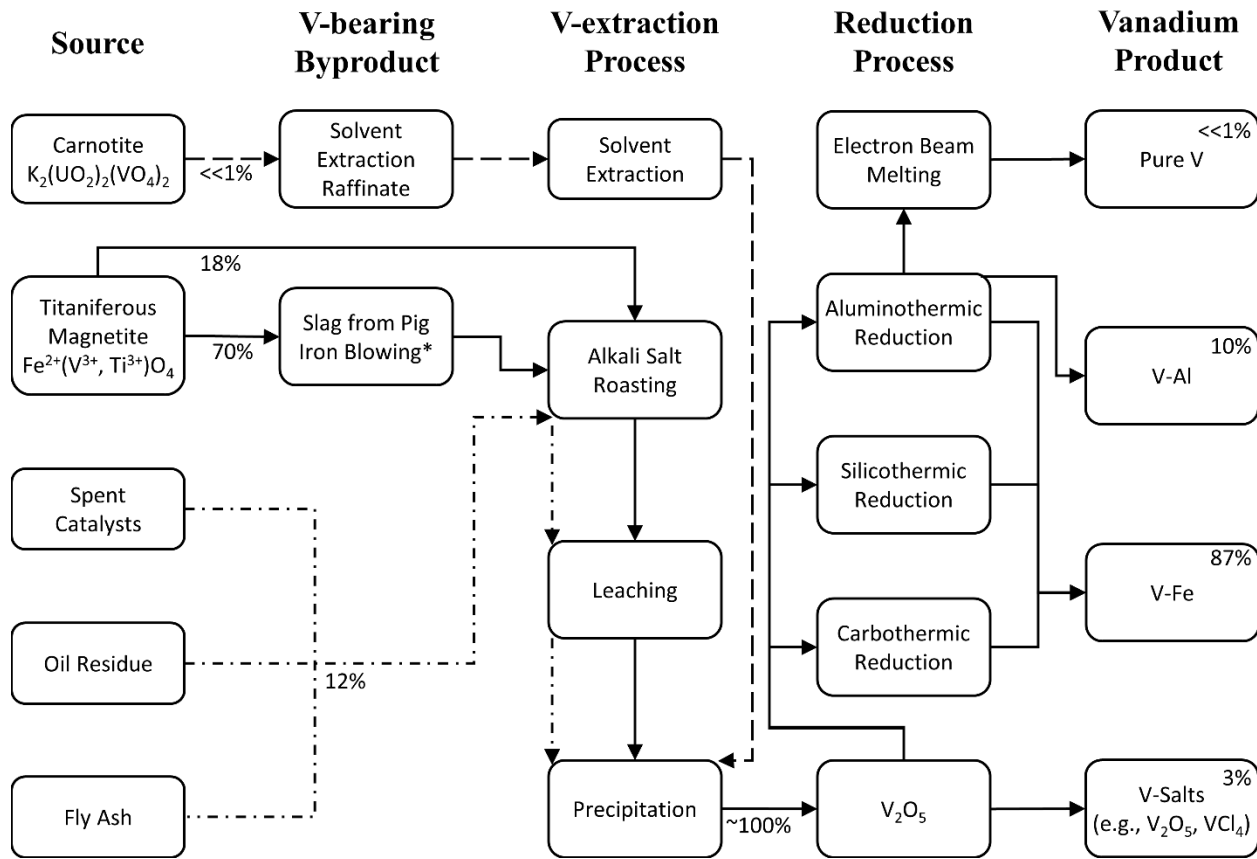 Source
V-bearing
Byproduct
V-extraction
Process
Reduction
Process
Vanadium
Product
Carnotite
K₂(UO₂)₂(VO₄)₂
<<1%
Solvent
Extraction
Raffinate
Solvent
Extraction
Electron Beam
Melting
<<1%
Pure V
18%
Titaniferous
Magnetite
Fe²⁺(V³⁺, Ti³⁺)O₄
70%
Slag from Pig
Iron Blowing*
Alkali Salt
Roasting
Aluminothermic
Reduction
10%
V-Al
Spent
Catalysts
Silicothermic
Reduction
Leaching
87%
V-Fe
Oil Residue
12%
Carbothermic
Reduction
Fly Ash
Precipitation
~100%
V₂O₅
3%
V-Salts
(e.g., V₂O₅, VCl₄)